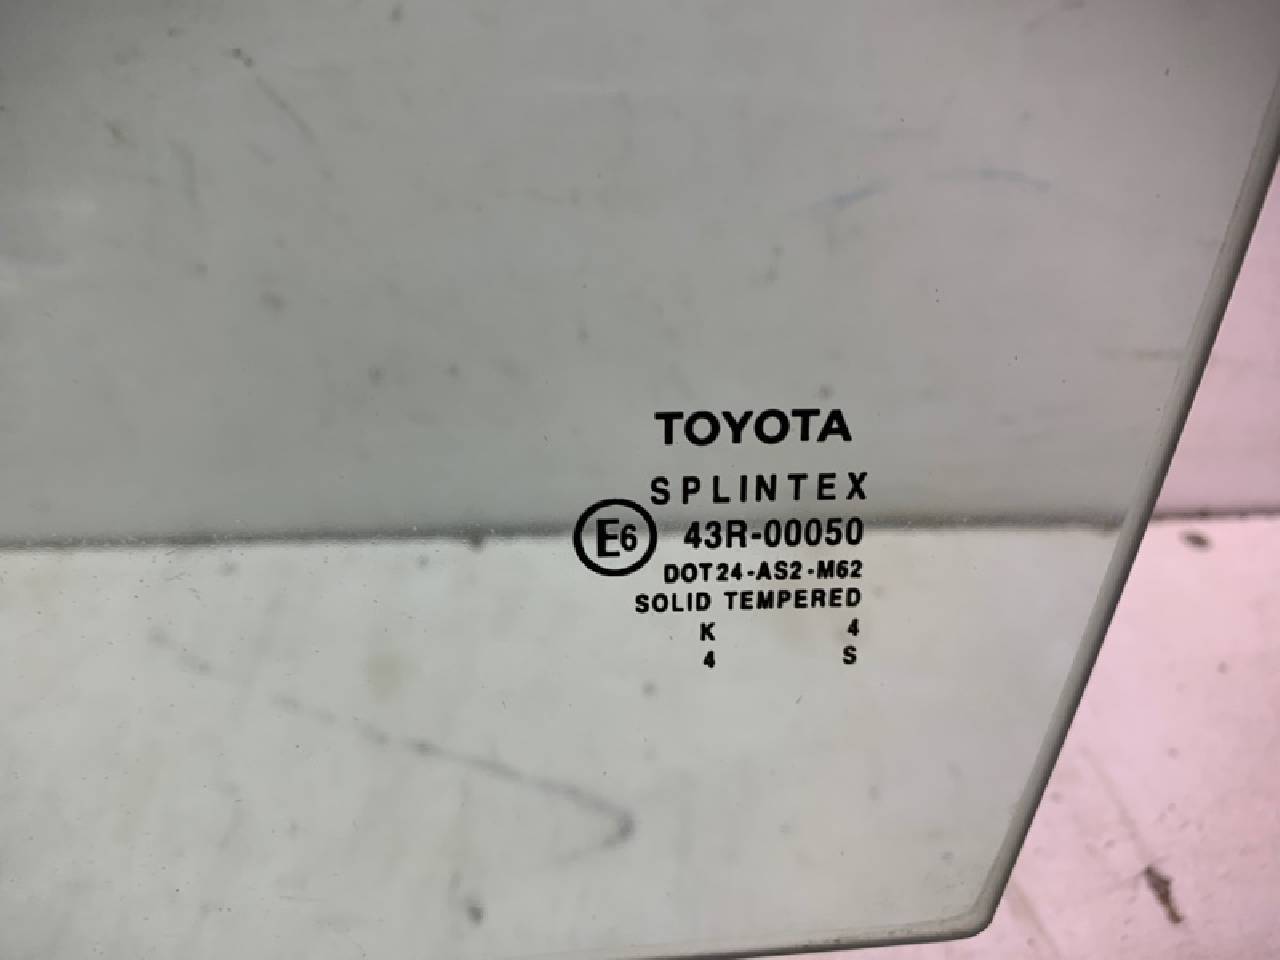 TOYOTA
SPLINTEX
E6 43R-00050
DOT24-AS2-M62
SOLID TEMPERED
K 4
4 S